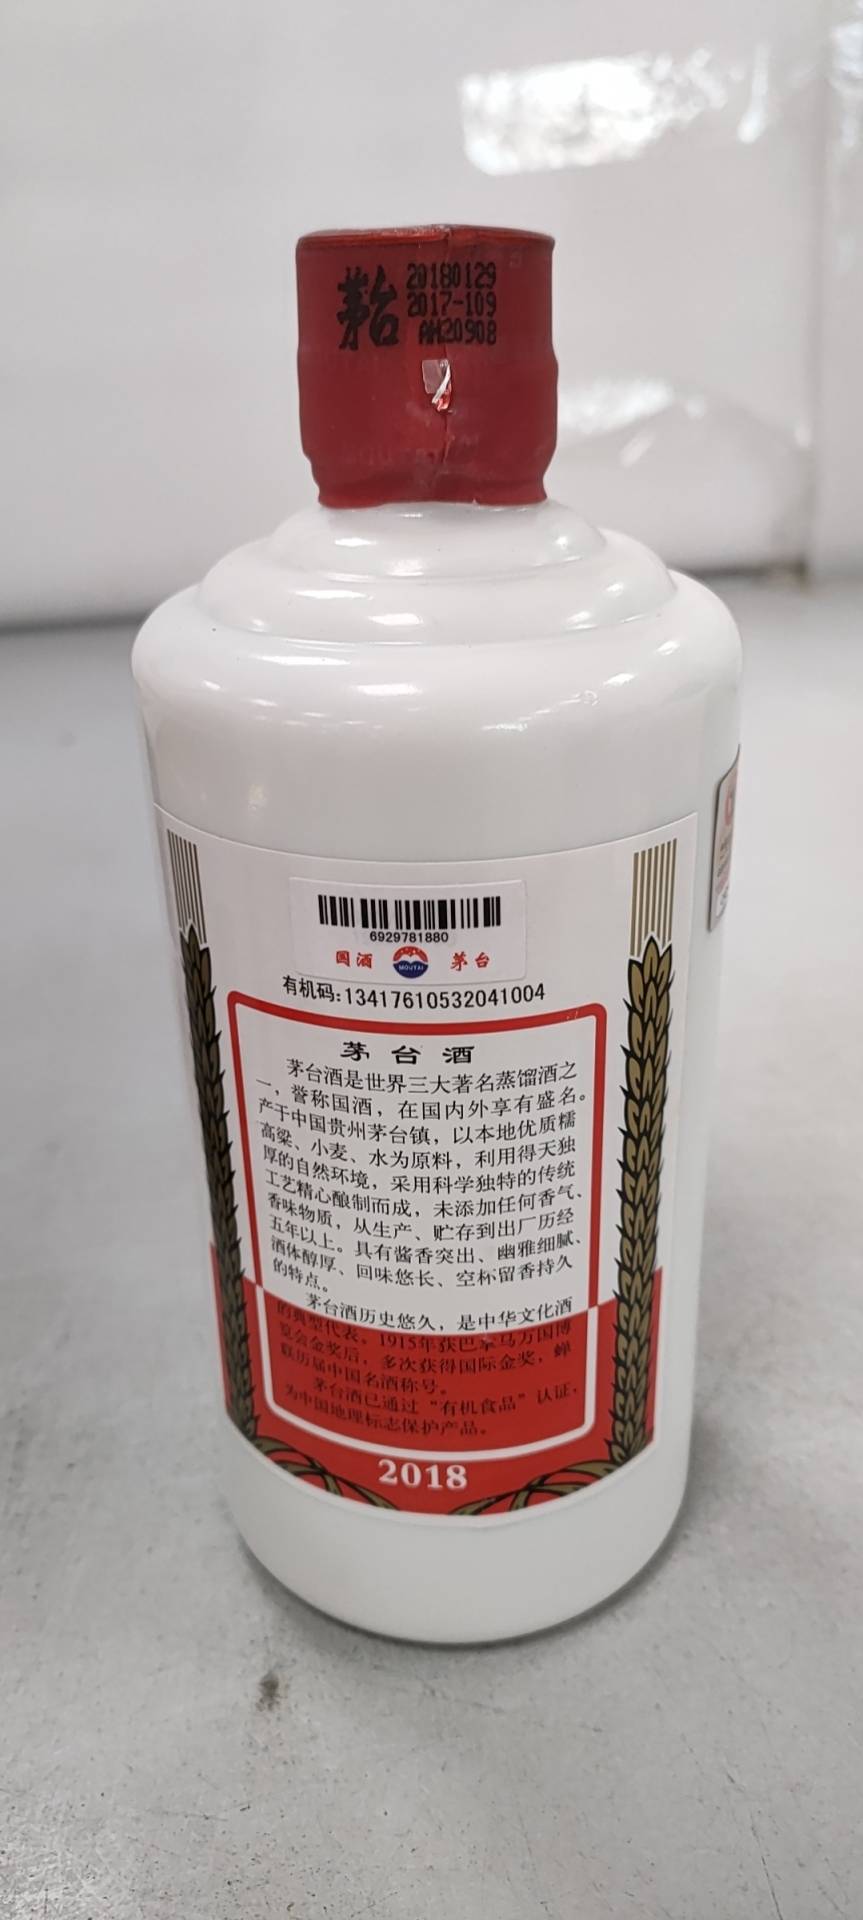 茅台 20180129
2017-109
AH20908
6929781880
国酒 MOUTAI 茅台
有机码:13417610532041004
茅台酒
茅台酒是世界三大著名蒸馏酒之
一，誉称国酒，在国内外享有盛名。
产于中国贵州茅台镇，以本地优质糯
高粱、小麦、水为原料，利用得天独
厚的自然环境，采用科学独特的传统
工艺精心酿制而成，未添加任何香气、
香味物质，从生产、贮存到出厂历经
五年以上。具有酱香突出、幽雅细腻、
酒体醇厚、回味悠长、空杯留香持久
的特点。
茅台酒历史悠久，是中华文化酒
的典型代表。1915年获巴拿马万国博
览会金奖后，多次获得国际金奖，蝉
联历届中国名酒称号。
茅台酒已通过“有机食品”认证，
为中国地理标志保护产品。
2018